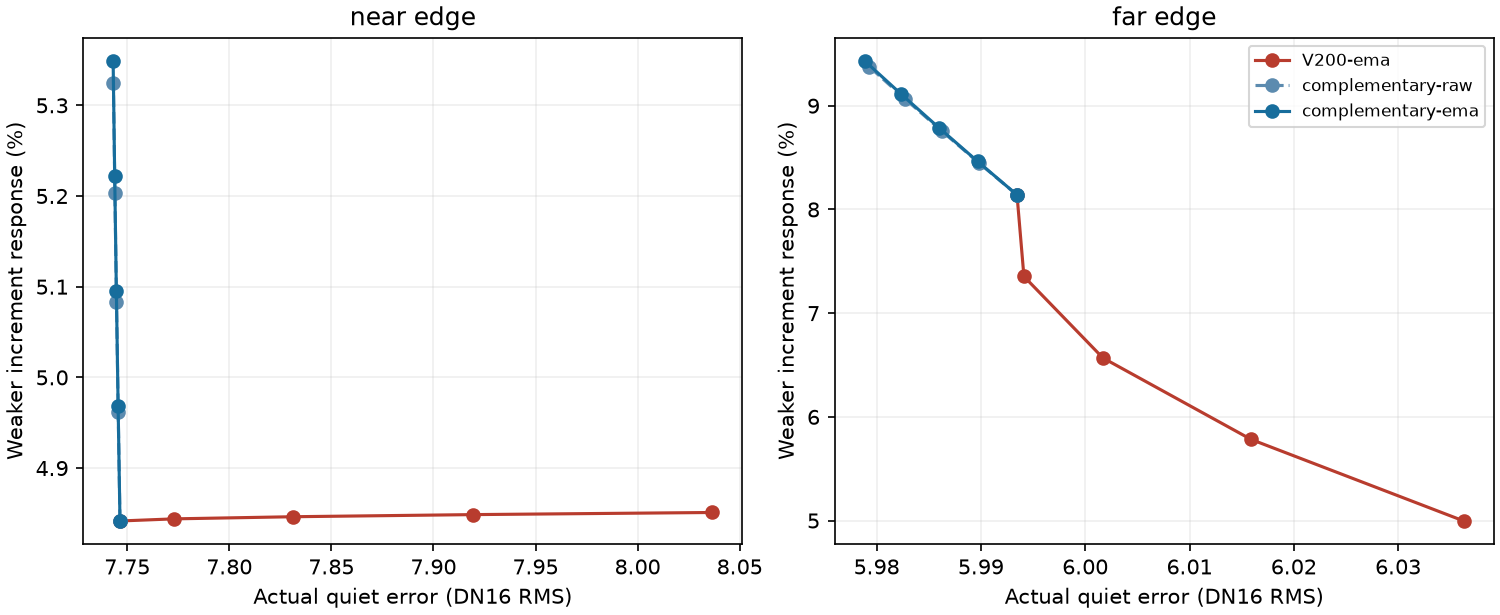 near edge
Weaker increment response (%)
5.3
5.2
5.1
5.0
4.9
7.75
7.80
7.85
7.90
7.95
8.00
8.05
Actual quiet error (DN16 RMS)
far edge
V200-ema
complementary-raw
complementary-ema
Weaker increment response (%)
9
8
7
6
5
5.98
5.99
6.00
6.01
6.02
6.03
Actual quiet error (DN16 RMS)